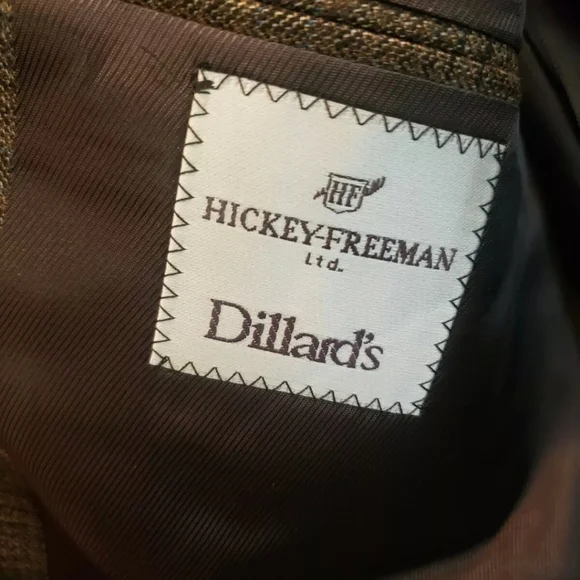 HF
HICKEY-FREEMAN
Ltd.
Dillard's